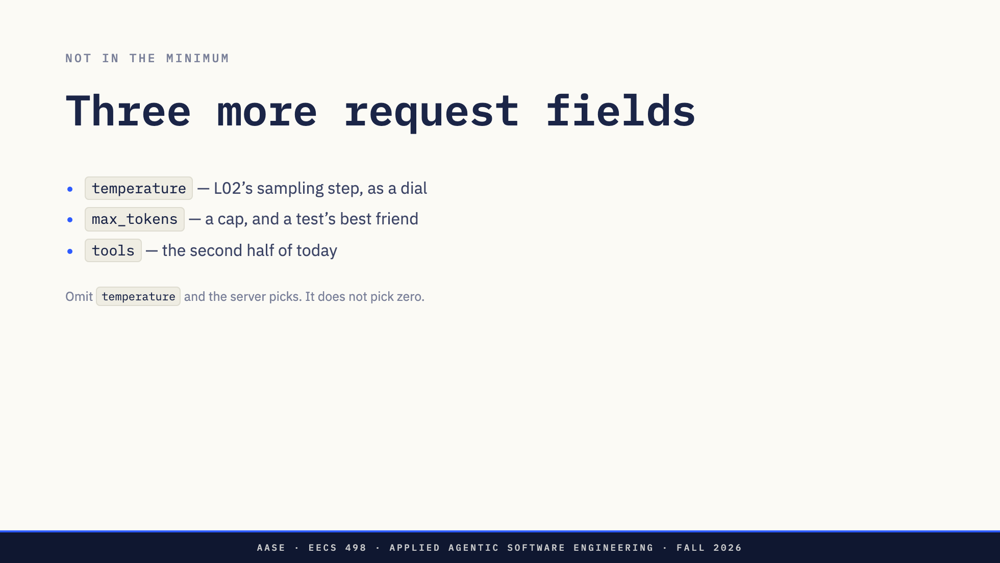 NOT IN THE MINIMUM
Three more request fields
• temperature — L02’s sampling step, as a dial
• max_tokens — a cap, and a test’s best friend
• tools — the second half of today
Omit temperature and the server picks. It does not pick zero.
AASE · EECS 498 · APPLIED AGENTIC SOFTWARE ENGINEERING · FALL 2026